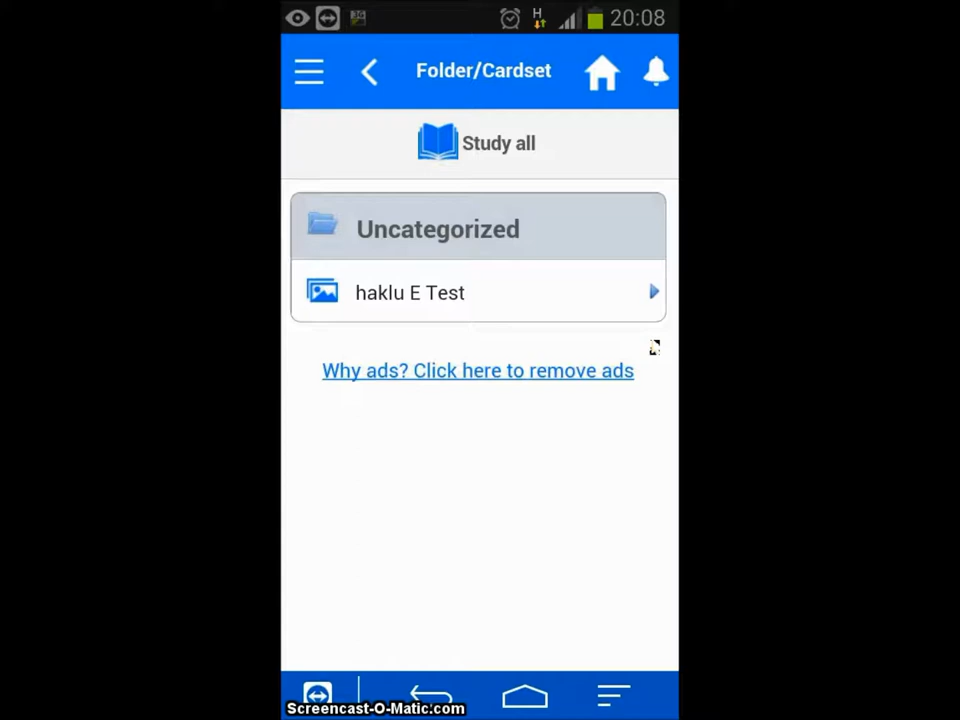 3G H 20:08
Folder/Cardset
Study all
Uncategorized
haklu E Test
Why ads? Click here to remove ads
Screencast-O-Matic.com